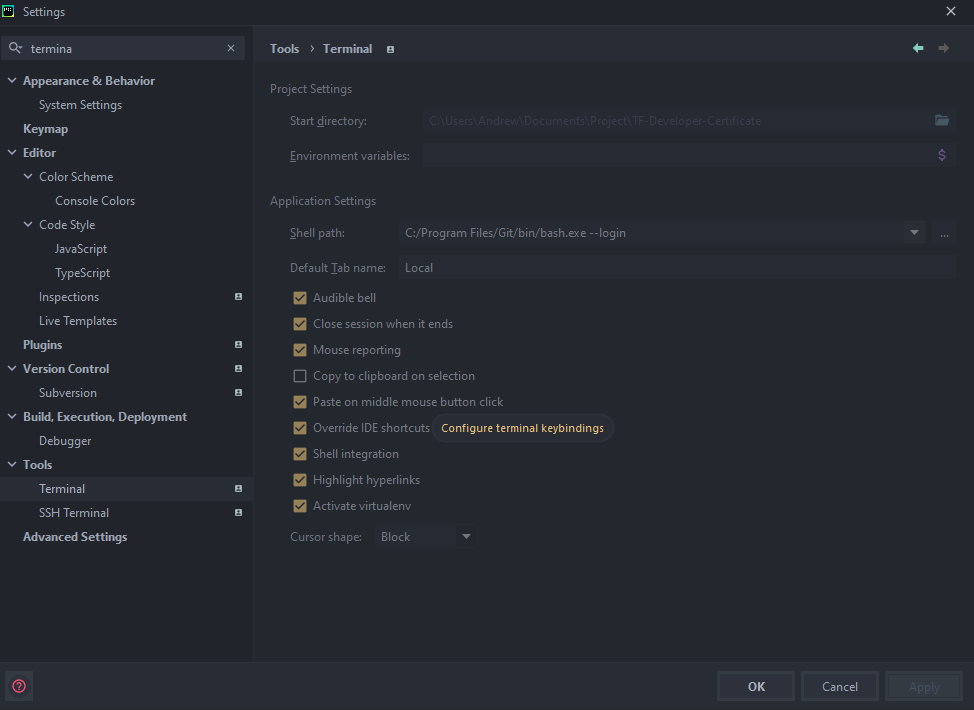 Settings
termina
Appearance & Behavior
System Settings
Keymap
Editor
Color Scheme
Console Colors
Code Style
JavaScript
TypeScript
Inspections
Live Templates
Plugins
Version Control
Subversion
Build, Execution, Deployment
Debugger
Tools
Terminal
SSH Terminal
Advanced Settings
Tools › Terminal
Project Settings
Start directory: C:\Users\Andrew\Documents\Project\TF-Developer-Certificate
Environment variables: $
Application Settings
Shell path: C:/Program Files/Git/bin/bash.exe --login ...
Default Tab name: Local
Audible bell
Close session when it ends
Mouse reporting
Copy to clipboard on selection
Paste on middle mouse button click
Override IDE shortcuts Configure terminal keybindings
Shell integration
Highlight hyperlinks
Activate virtualenv
Cursor shape: Block
? OK Cancel Apply